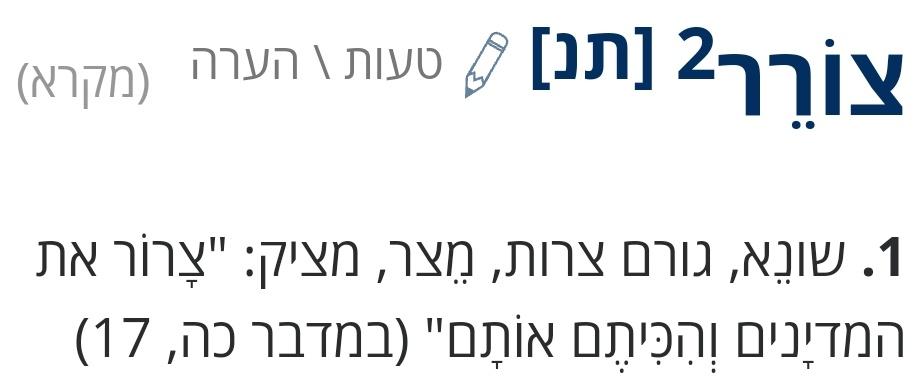 צוֹרֵר2 [תנ] טעות \ הערה (מקרא)
1. שׂונֵא, גורם צרות, מֵצר, מציק: "צָרוֹר את
המדיָנים וְהִכִּיתֶם אוֹתָם" (במדבר כה, 17)